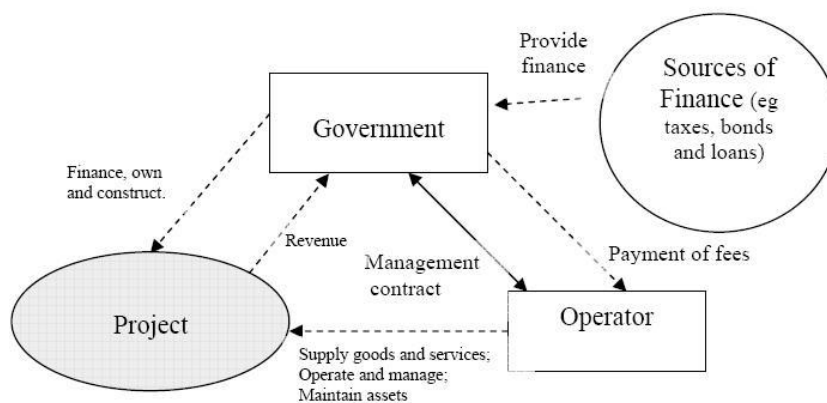 Provide
finance
Sources of
Finance (eg
taxes, bonds
and loans)
Government
Finance, own
and construct.
Revenue
Management
contract
Payment of fees
Project
Operator
Supply goods and services;
Operate and manage;
Maintain assets